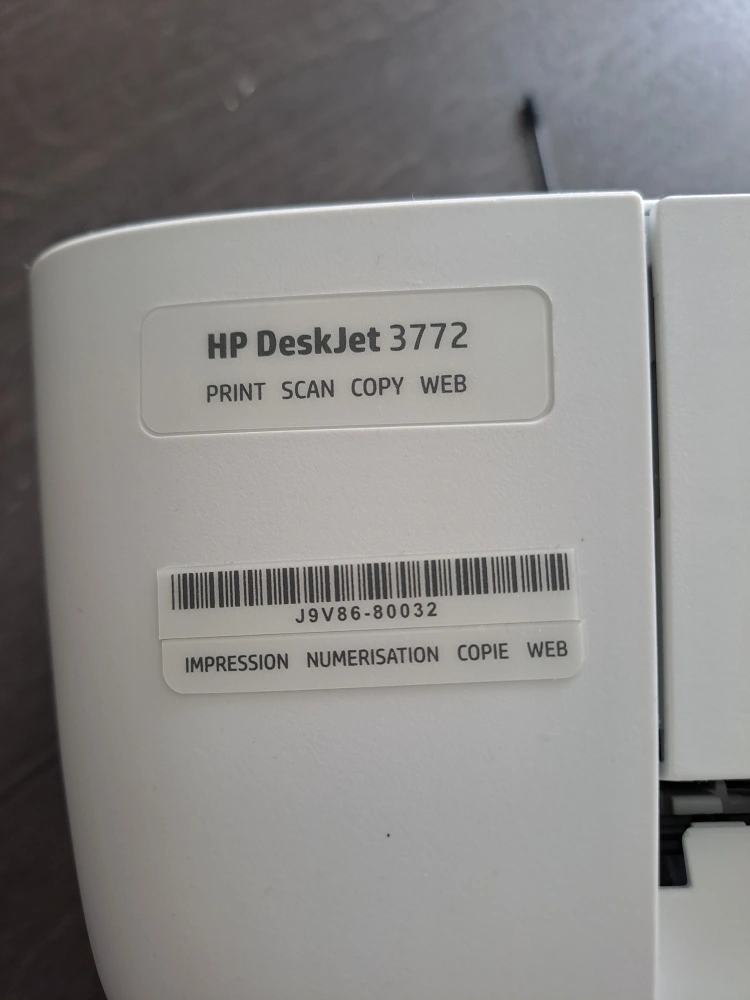 HP DeskJet 3772
PRINT SCAN COPY WEB
J9V86-80032
IMPRESSION NUMERISATION COPIE WEB